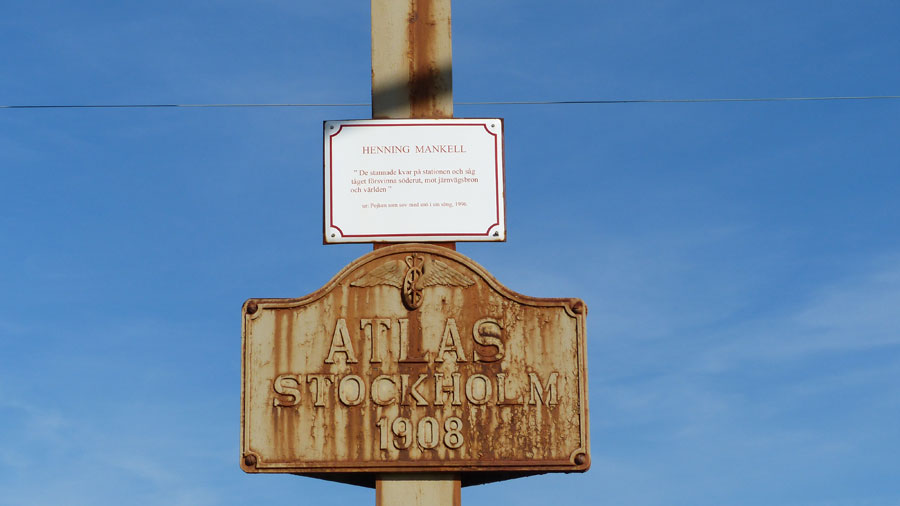 HENNING MANKELL
" De stannade kvar på stationen och såg
tåget försvinna söderut, mot järnvägsbron
och världen "
ur: Pojken som sov med snö i sin säng, 1996.
ATLAS
STOCKHOLM
1908